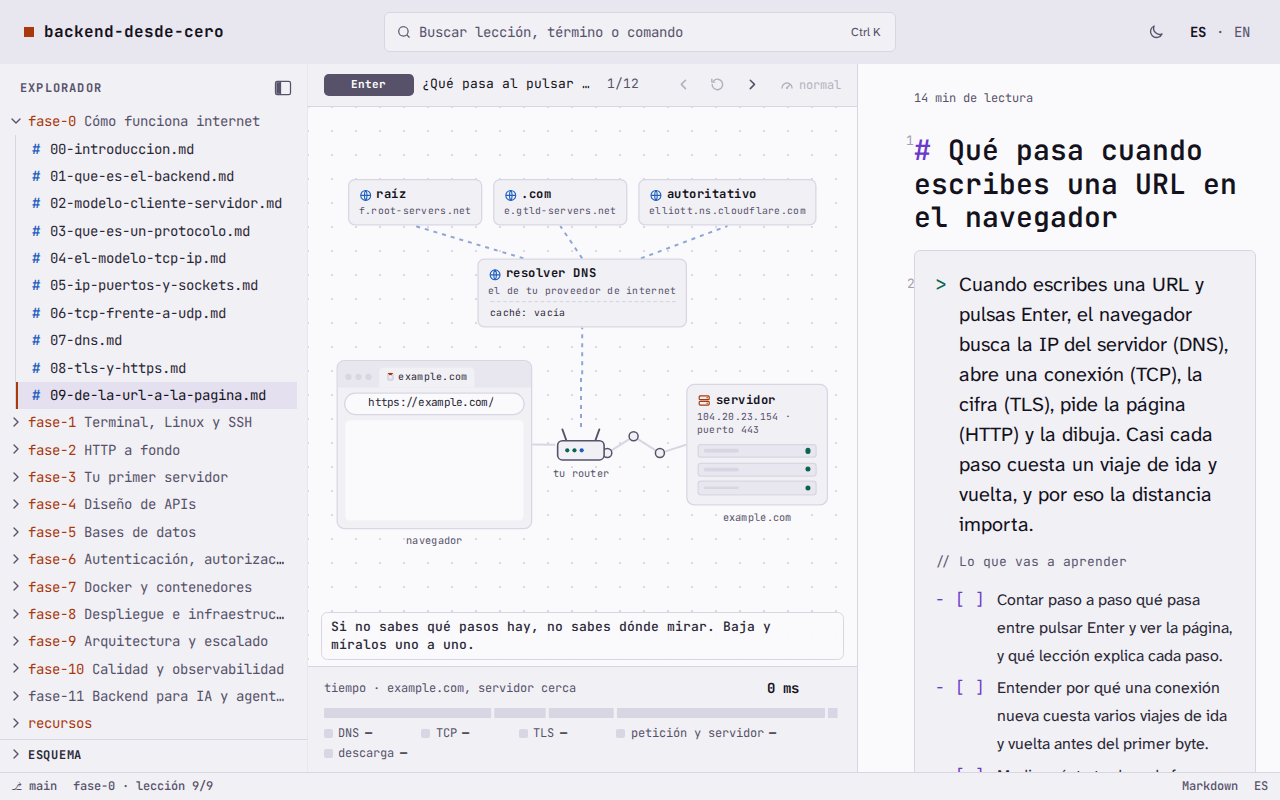 backend-desde-cero
Buscar lección, término o comando
Ctrl K
ES · EN
EXPLORADOR
fase-0 Cómo funciona internet
# 00-introduccion.md
# 01-que-es-el-backend.md
# 02-modelo-cliente-servidor.md
# 03-que-es-un-protocolo.md
# 04-el-modelo-tcp-ip.md
# 05-ip-puertos-y-sockets.md
# 06-tcp-frente-a-udp.md
# 07-dns.md
# 08-tls-y-https.md
# 09-de-la-url-a-la-pagina.md
fase-1 Terminal, Linux y SSH
fase-2 HTTP a fondo
fase-3 Tu primer servidor
fase-4 Diseño de APIs
fase-5 Bases de datos
fase-6 Autenticación, autorizac…
fase-7 Docker y contenedores
fase-8 Despliegue e infraestruc…
fase-9 Arquitectura y escalado
fase-10 Calidad y observabilidad
fase-11 Backend para IA y agent…
recursos
ESQUEMA
Enter
¿Qué pasa al pulsar …
1/12
normal
raíz
f.root-servers.net
.com
e.gtld-servers.net
autoritativo
elliott.ns.cloudflare.com
resolver DNS
el de tu proveedor de internet
caché: vacía
example.com
https://example.com/
navegador
tu router
servidor
104.20.23.154 ·
puerto 443
example.com
Si no sabes qué pasos hay, no sabes dónde mirar. Baja y
míralos uno a uno.
tiempo · example.com, servidor cerca
0 ms
DNS —
TCP —
TLS —
petición y servidor —
descarga —
14 min de lectura
1
# Qué pasa cuando
escribes una URL en
el navegador
2
> Cuando escribes una URL y
pulsas Enter, el navegador
busca la IP del servidor (DNS),
abre una conexión (TCP), la
cifra (TLS), pide la página
(HTTP) y la dibuja. Casi cada
paso cuesta un viaje de ida y
vuelta, y por eso la distancia
importa.
// Lo que vas a aprender
- [ ] Contar paso a paso qué pasa
entre pulsar Enter y ver la página,
y qué lección explica cada paso.
- [ ] Entender por qué una conexión
nueva cuesta varios viajes de ida
y vuelta antes del primer byte.
main
fase-0 · lección 9/9
Markdown
ES